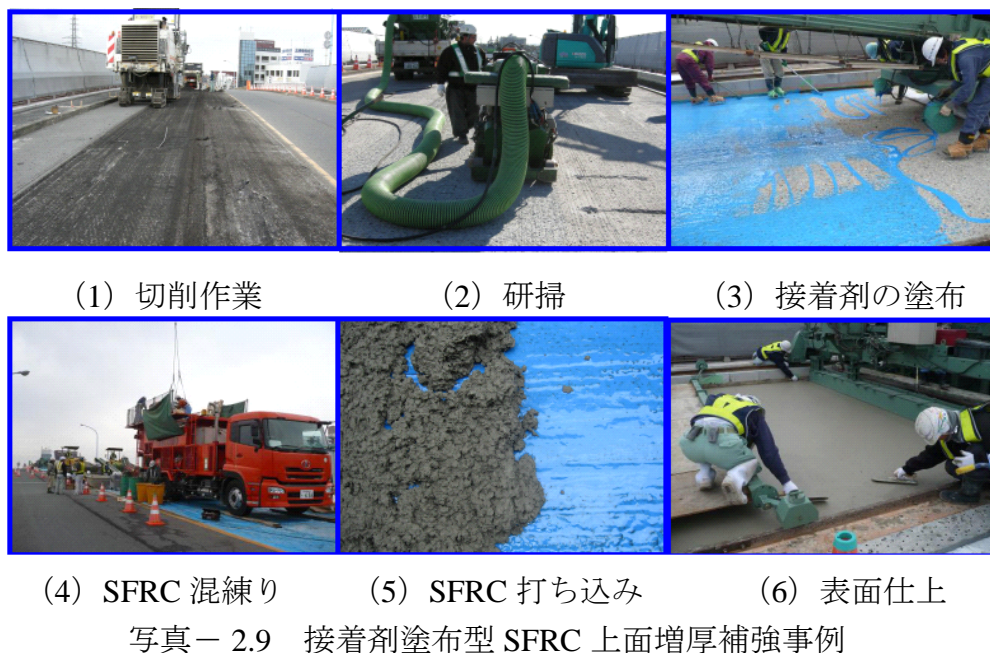 (1) 切削作業
(2) 研掃
(3) 接着剤の塗布
(4) SFRC 混練り
(5) SFRC 打ち込み
(6) 表面仕上
写真－ 2.9 接着剤塗布型 SFRC 上面増厚補強事例